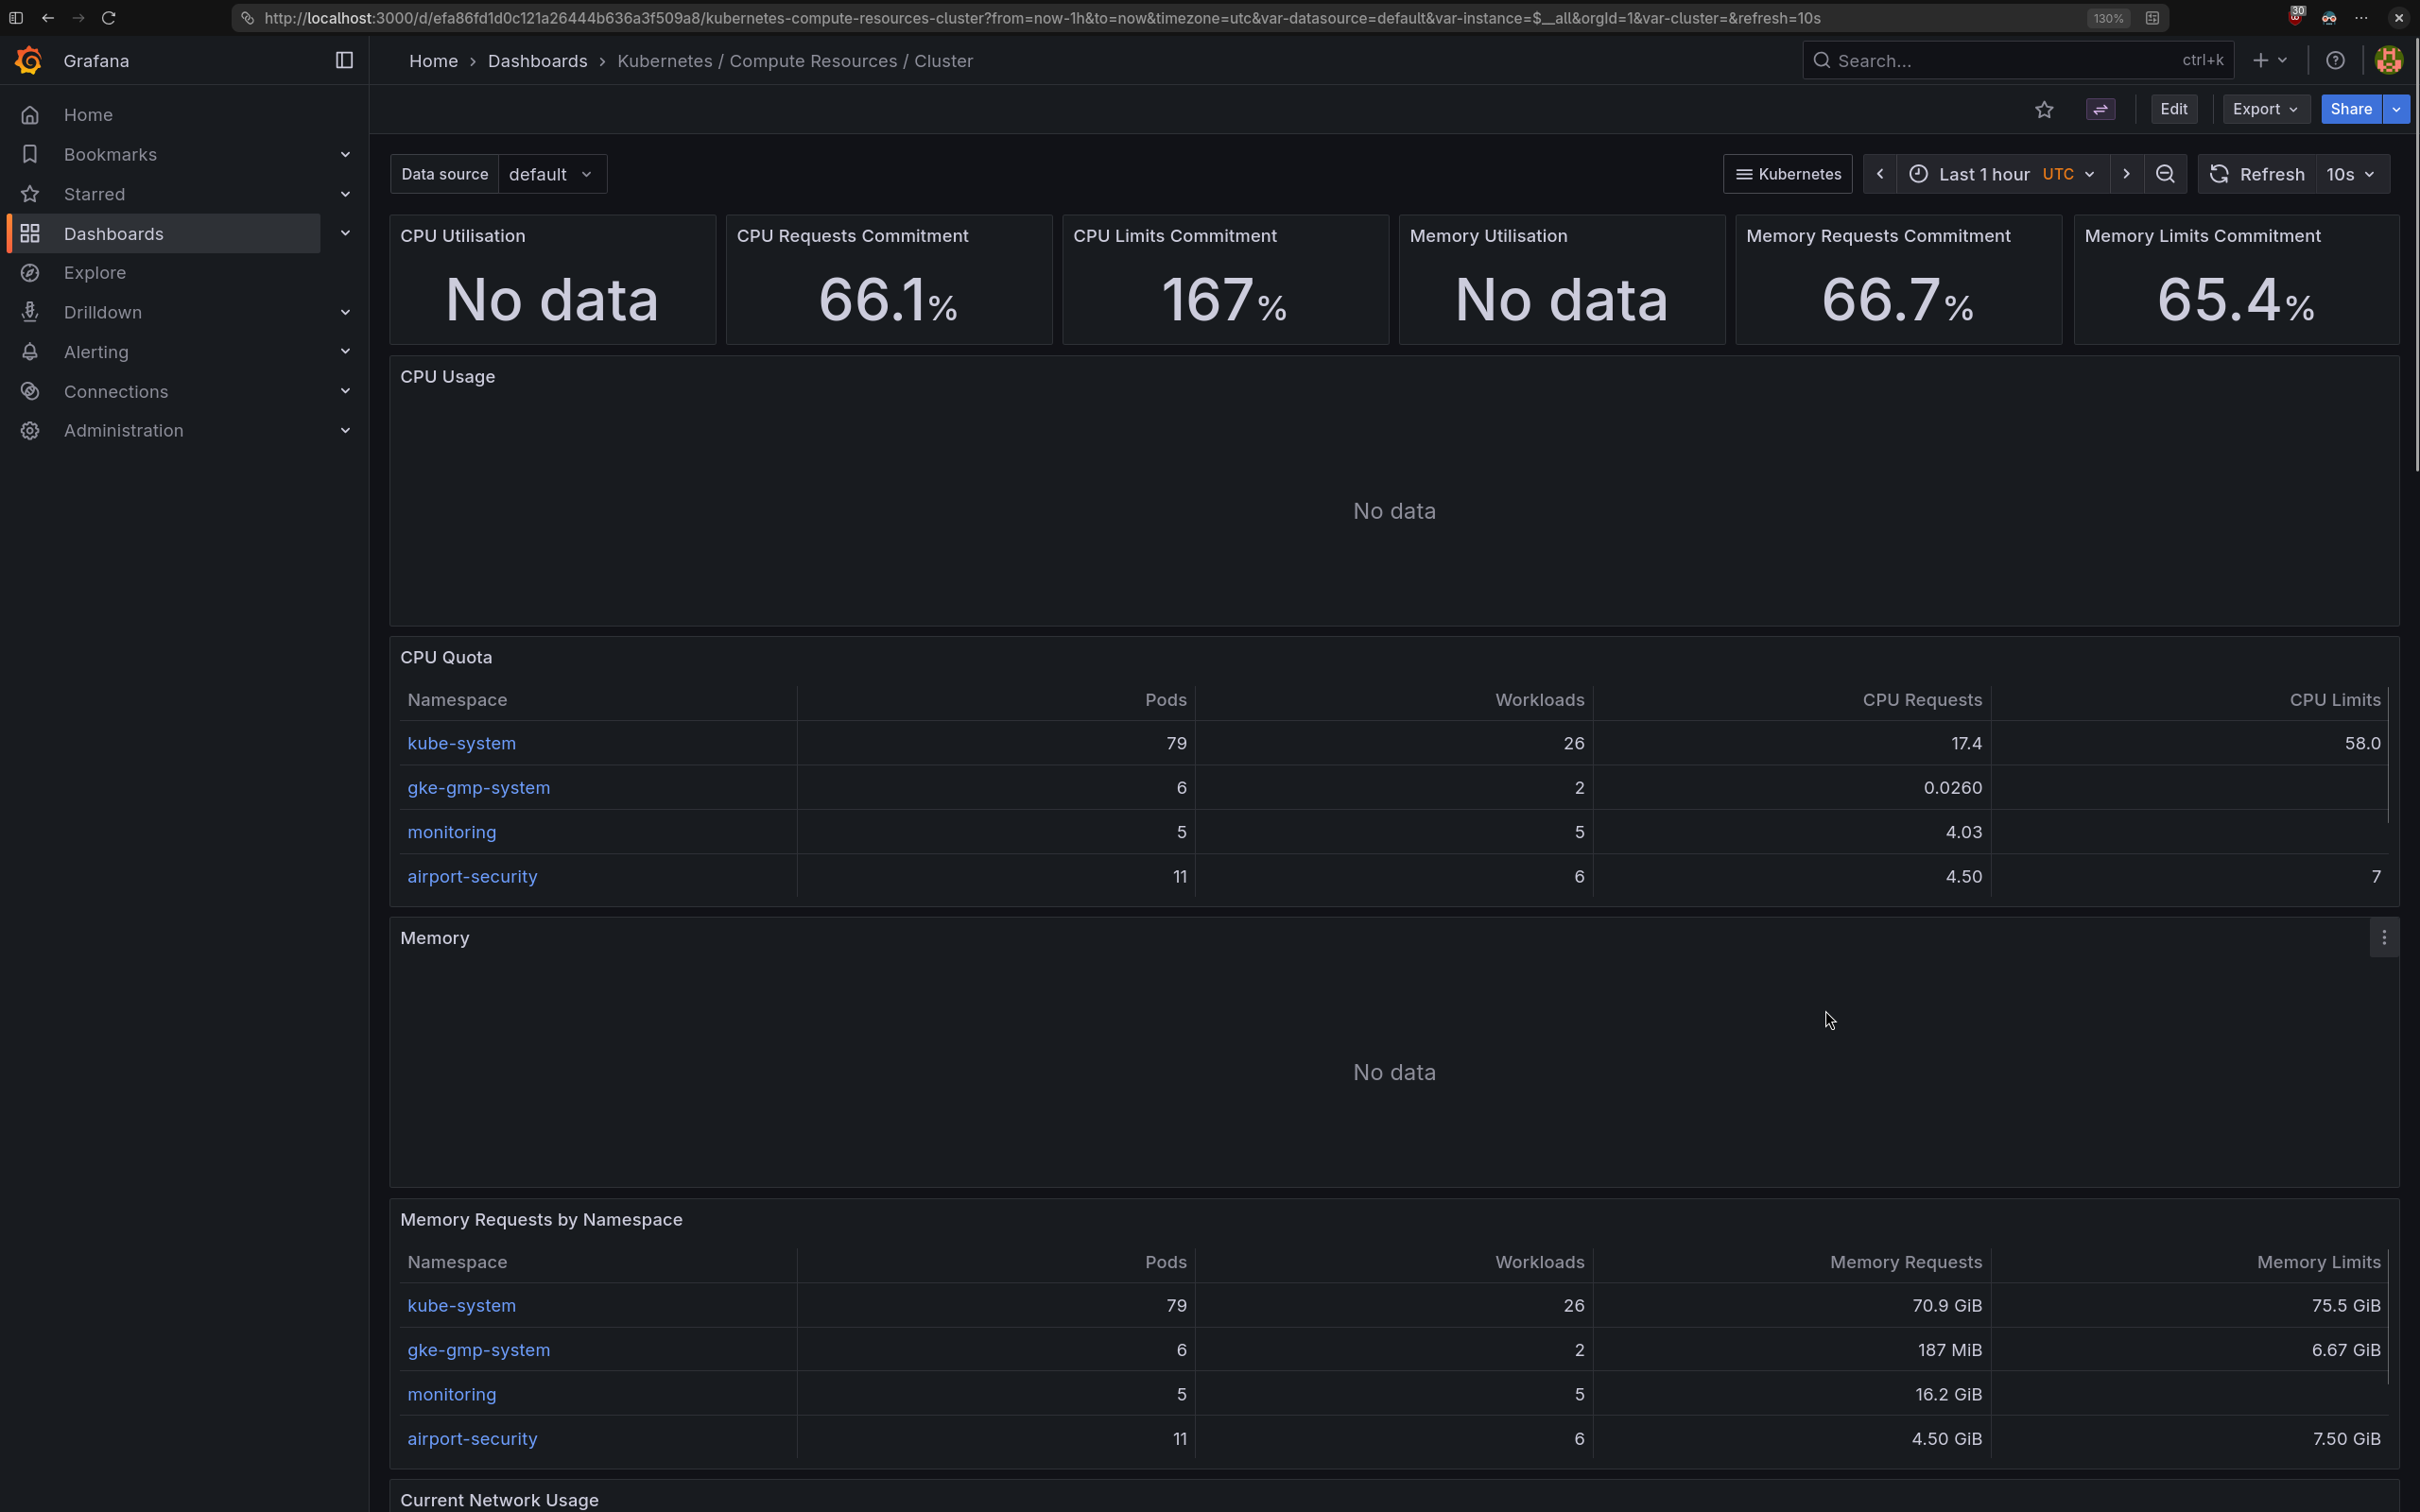 http://localhost:3000/d/efa86fd1d0c121a26444b636a3f509a8/kubernetes-compute-resources-cluster?from=now-1h&to=now&timezone=utc&var-datasource=default&var-instance=$__all&orgId=1&var-cluster=&refresh=10s
130%
30
Grafana
Home › Dashboards › Kubernetes / Compute Resources / Cluster
Search...
ctrl+k
Home
Bookmarks
Starred
Dashboards
Explore
Drilldown
Alerting
Connections
Administration
Edit
Export
Share
Data source
default
Kubernetes
Last 1 hour UTC
Refresh
10s
CPU Utilisation
No data
CPU Requests Commitment
66.1%
CPU Limits Commitment
167%
Memory Utilisation
No data
Memory Requests Commitment
66.7%
Memory Limits Commitment
65.4%
CPU Usage
No data
CPU Quota
Namespace Pods Workloads CPU Requests CPU Limits
kube-system 79 26 17.4 58.0
gke-gmp-system 6 2 0.0260
monitoring 5 5 4.03
airport-security 11 6 4.50 7
Memory
No data
Memory Requests by Namespace
Namespace Pods Workloads Memory Requests Memory Limits
kube-system 79 26 70.9 GiB 75.5 GiB
gke-gmp-system 6 2 187 MiB 6.67 GiB
monitoring 5 5 16.2 GiB
airport-security 11 6 4.50 GiB 7.50 GiB
Current Network Usage